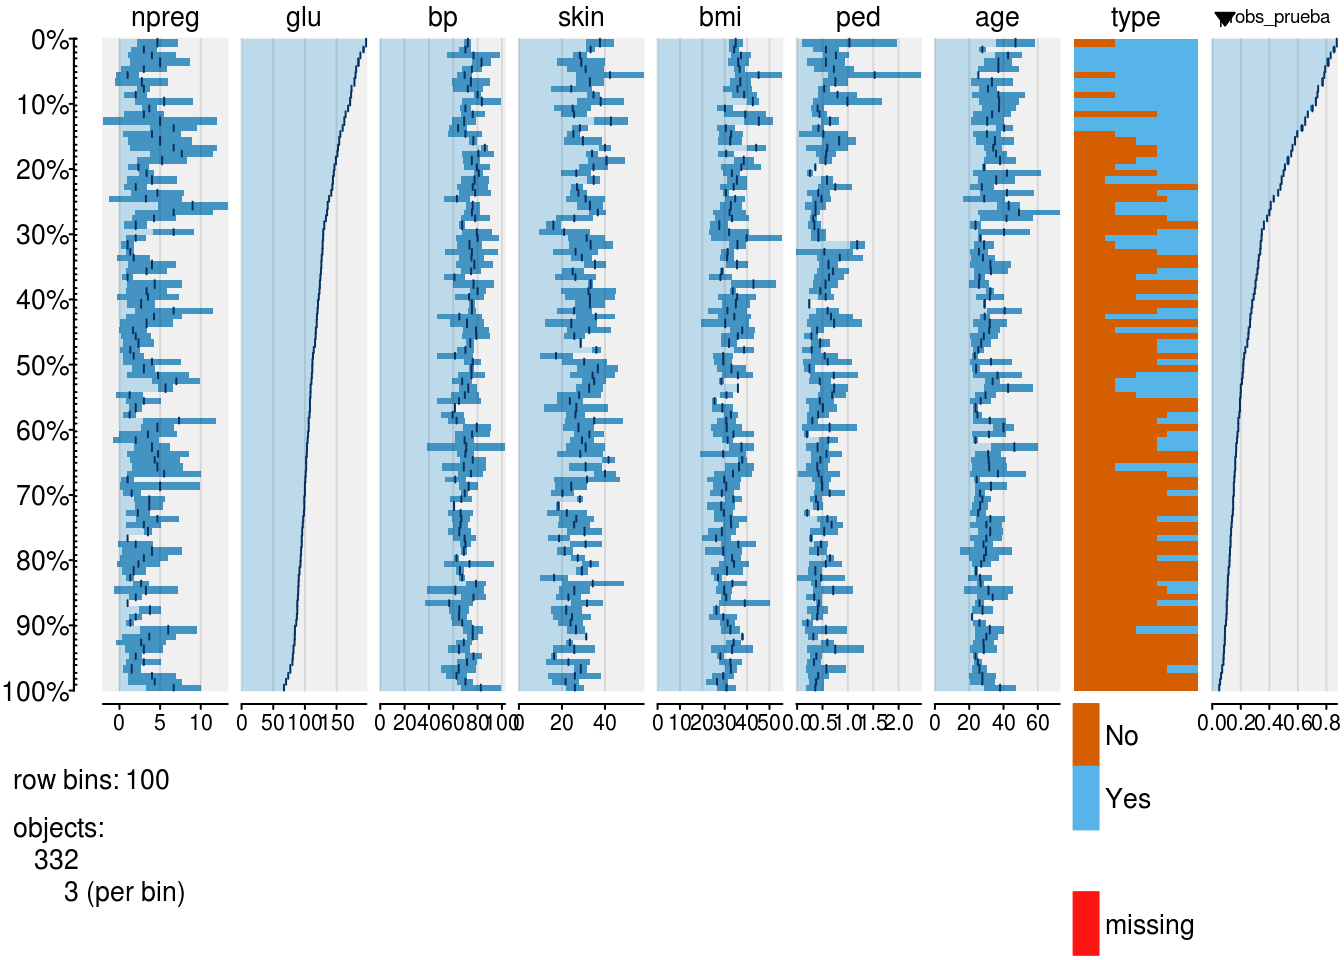 npreg glu bp skin bmi ped age type probs_prueba
0%
10%
20%
30%
40%
50%
60%
70%
80%
90%
100%
0 5 10 0 50 100 150 0 20 40 60 80 100 0 20 40 0 10 20 30 40 50 0.0 0.5 1.0 1.5 2.0 0 20 40 60 0.0 0.2 0.4 0.6 0.8
No
row bins: 100
Yes
objects:
332
3 (per bin)
missing